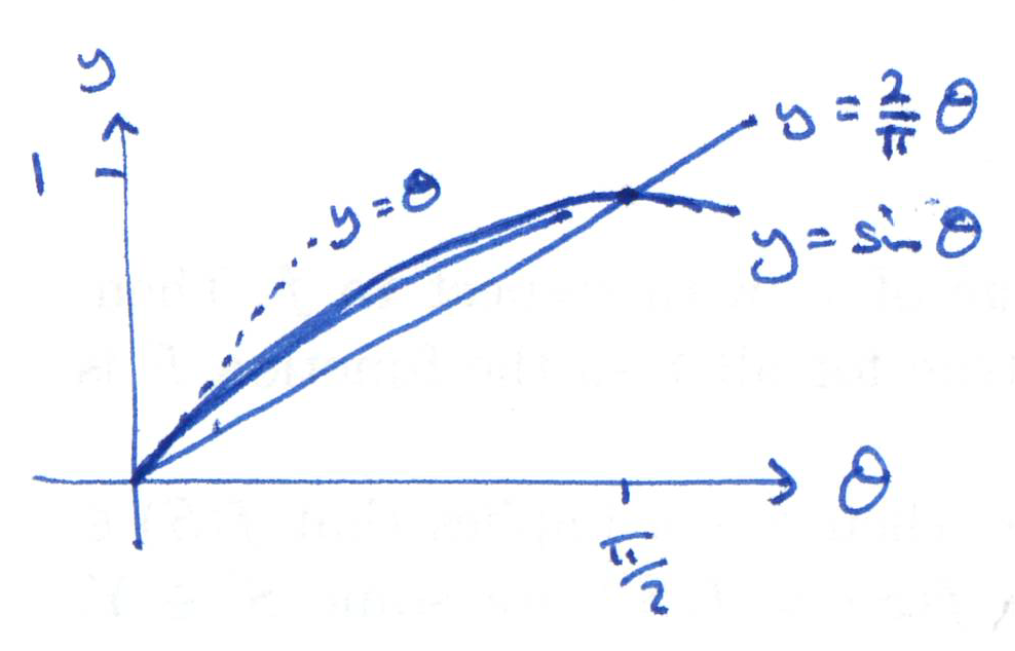 y
1
y = θ
y = 2/π θ
y = sin θ
θ
π/2